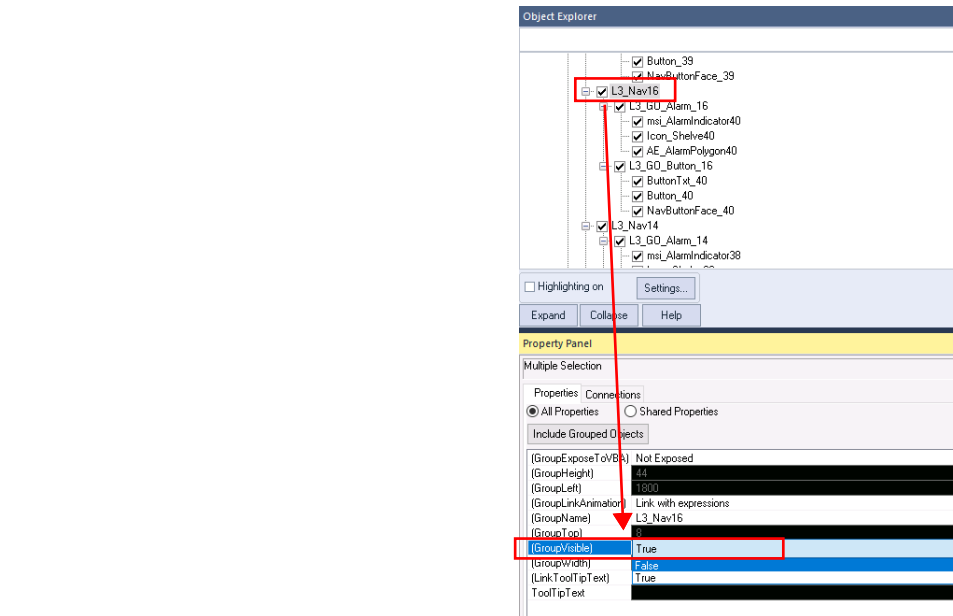 Object Explorer
Button_39
NavButtonFace_39
L3_Nav16
L3_GO_Alarm_16
msi_AlarmIndicator40
Icon_Shelve40
AE_AlarmPolygon40
L3_GO_Button_16
ButtonTxt_40
Button_40
NavButtonFace_40
L3_Nav14
L3_GO_Alarm_14
msi_AlarmIndicator38
Highlighting on Settings...
Expand Collapse Help
Property Panel
Multiple Selection
Properties Connections
All Properties Shared Properties
Include Grouped Objects
(GroupExposeToVBA) Not Exposed
(GroupHeight) 44
(GroupLeft) 1800
(GroupLinkAnimation) Link with expressions
(GroupName) L3_Nav16
(GroupTop) 8
(GroupVisible) True
(GroupWidth) False
(LinkToolTipText) True
ToolTipText